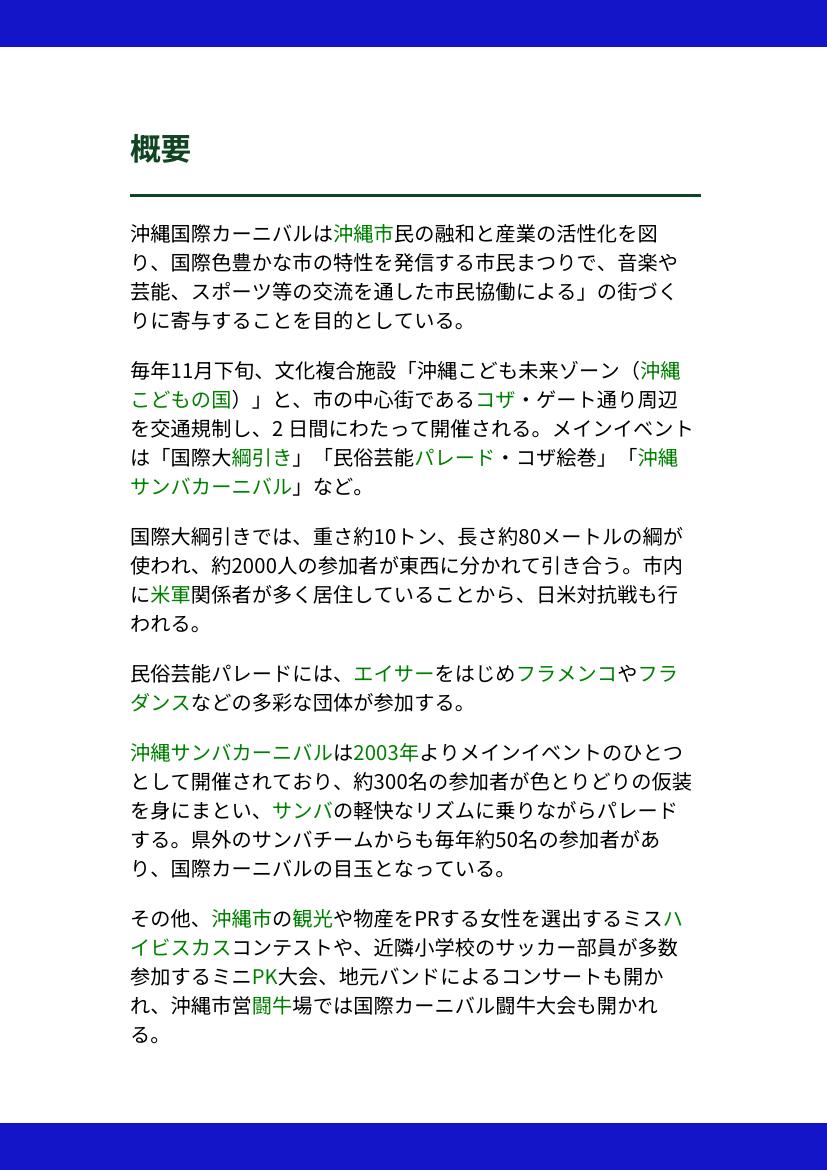 概要
沖縄国際カーニバルは沖縄市民の融和と産業の活性化を図
り、国際色豊かな市の特性を発信する市民まつりで、音楽や
芸能、スポーツ等の交流を通した市民協働による」の街づく
りに寄与することを目的としている。
毎年11月下旬、文化複合施設「沖縄こども未来ゾーン（沖縄
こどもの国）」と、市の中心街であるコザ・ゲート通り周辺
を交通規制し、2 日間にわたって開催される。メインイベント
は「国際大綱引き」「民俗芸能パレード・コザ絵巻」「沖縄
サンバカーニバル」など。
国際大綱引きでは、重さ約10トン、長さ約80メートルの綱が
使われ、約2000人の参加者が東西に分かれて引き合う。市内
に米軍関係者が多く居住していることから、日米対抗戦も行
われる。
民俗芸能パレードには、エイサーをはじめフラメンコやフラ
ダンスなどの多彩な団体が参加する。
沖縄サンバカーニバルは2003年よりメインイベントのひとつ
として開催されており、約300名の参加者が色とりどりの仮装
を身にまとい、サンバの軽快なリズムに乗りながらパレード
する。県外のサンバチームからも毎年約50名の参加者があ
り、国際カーニバルの目玉となっている。
その他、沖縄市の観光や物産をPRする女性を選出するミスハ
イビスカスコンテストや、近隣小学校のサッカー部員が多数
参加するミニPK大会、地元バンドによるコンサートも開か
れ、沖縄市営闘牛場では国際カーニバル闘牛大会も開かれ
る。